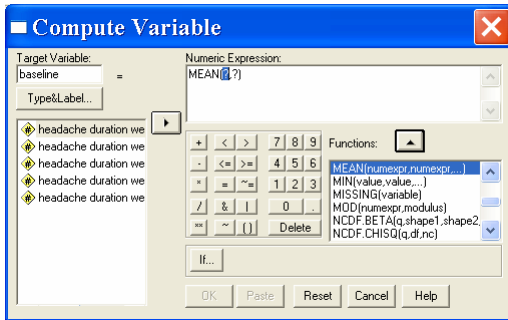 Compute Variable
Target Variable:
baseline
=
Type&Label...
headache duration we
headache duration we
headache duration we
headache duration we
headache duration we
Numeric Expression:
MEAN(?,?)
+ < > 7 8 9
- <= >= 4 5 6
* = ~= 1 2 3
/ & | 0 .
** ~ () Delete
Functions:
MEAN(numexpr,numexpr,...)
MIN(value,value,...)
MISSING(variable)
MOD(numexpr,modulus)
NCDF.BETA(q,shape1,shape2,
NCDF.CHISQ(q,df,nc)
If...
OK Paste Reset Cancel Help